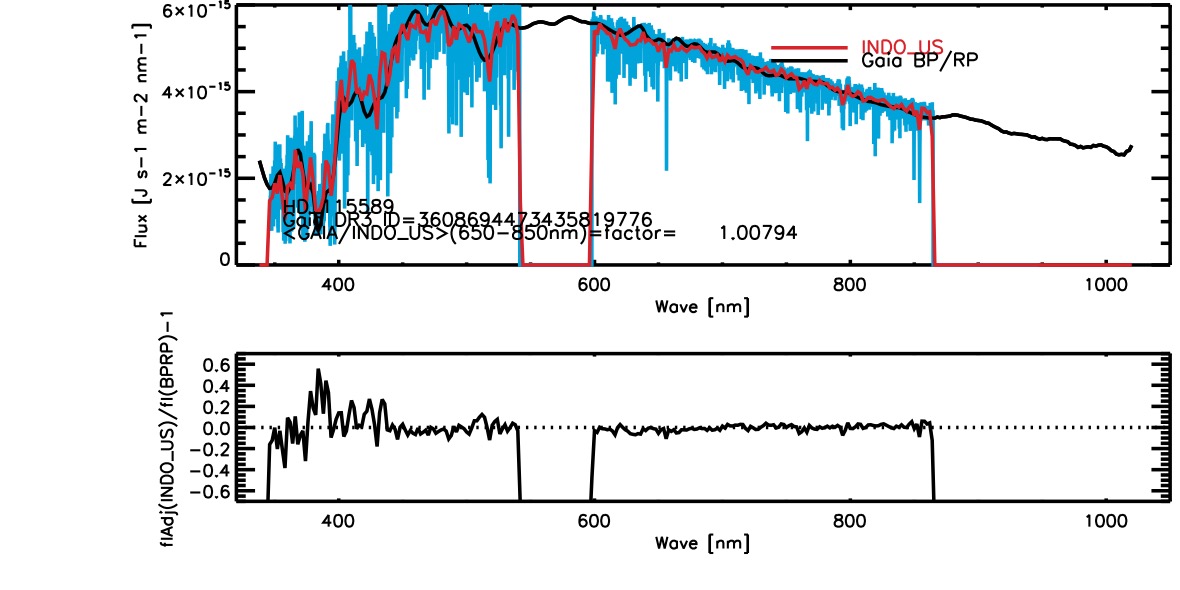 6×10⁻¹⁵
4×10⁻¹⁵
2×10⁻¹⁵
0
Flux [J s−1 m−2 nm−1]
INDO_US
Gaia BP/RP
HD 115589
Gaia DR3 ID=3608694473435819776
<GAIA/INDO_US>(650−850nm)=factor= 1.00794
400 600 800 1000
Wave [nm]
flAdj(INDO_US)/fl(BPRP)−1
0.6
0.4
0.2
0.0
−0.2
−0.4
−0.6
400 600 800 1000
Wave [nm]